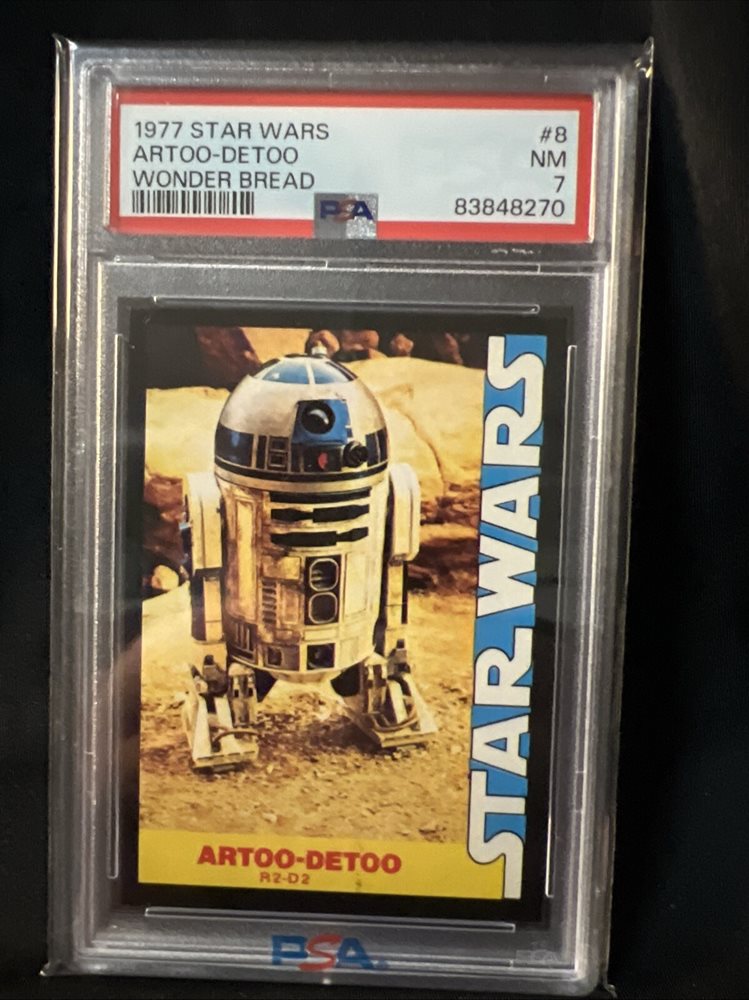 1977 STAR WARS #8
ARTOO-DETOO NM
WONDER BREAD 7
PSA 83848270
STAR WARS
ARTOO-DETOO
R2-D2
PSA